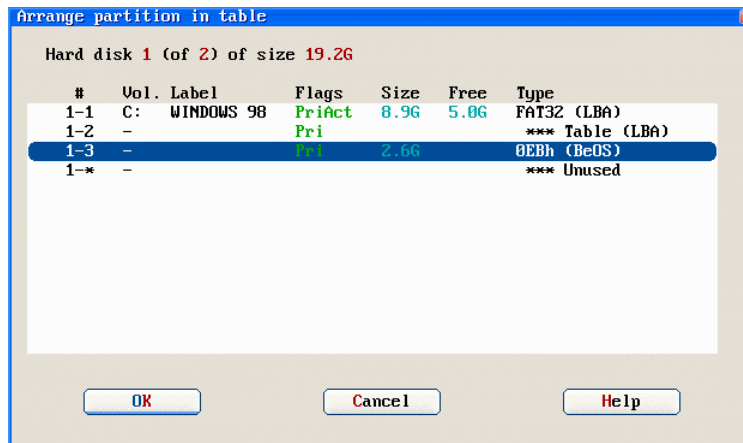 Arrange partition in table
Hard disk 1 (of 2) of size 19.2G
# Vol. Label Flags Size Free Type
1-1 C: WINDOWS 98 PriAct 8.9G 5.0G FAT32 (LBA)
1-2 - Pri *** Table (LBA)
1-3 - Pri 2.6G 0EBh (BeOS)
1-* - *** Unused
OK Cancel Help